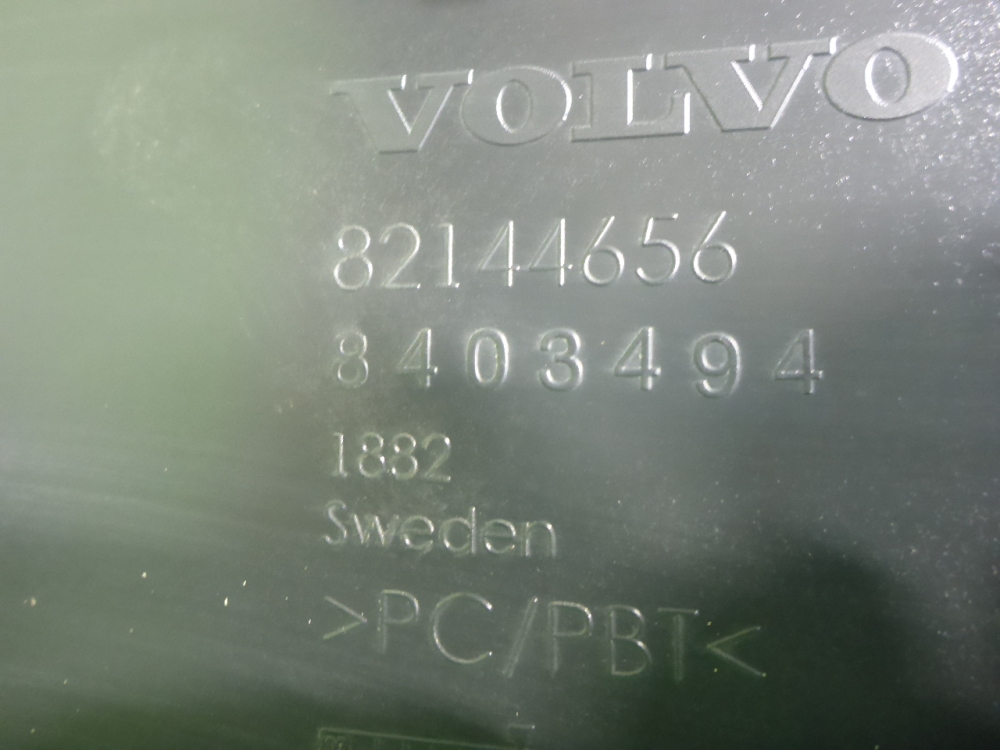 VOLVO
82144656
8403494
1882
Sweden
>PC/PBT<